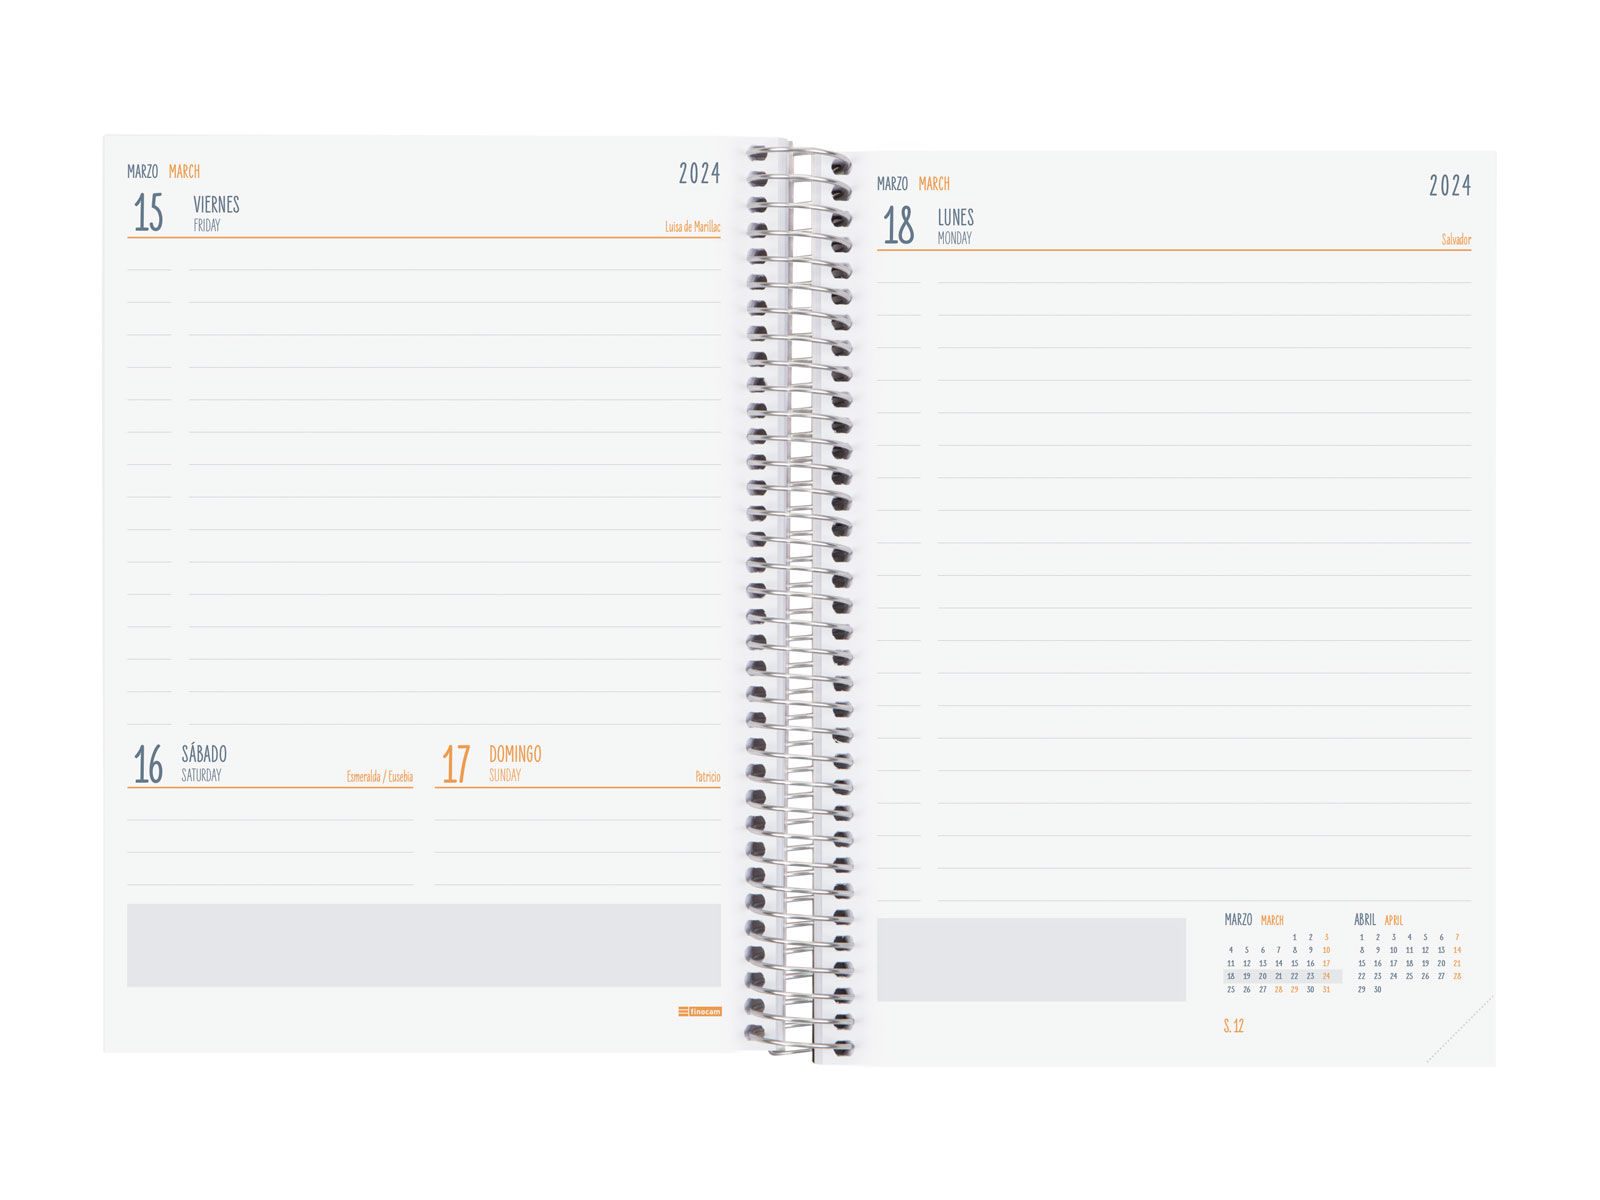 MARZO MARCH 2024
15 VIERNES
FRIDAY
Luisa de Marillac
16 SÁBADO
SATURDAY
Esmeralda / Eusebia
17 DOMINGO
SUNDAY
Patricio
finocam
MARZO MARCH 2024
18 LUNES
MONDAY
Salvador
MARZO MARCH
1 2 3
4 5 6 7 8 9 10
11 12 13 14 15 16 17
18 19 20 21 22 23 24
25 26 27 28 29 30 31
ABRIL APRIL
1 2 3 4 5 6 7
8 9 10 11 12 13 14
15 16 17 18 19 20 21
22 23 24 25 26 27 28
29 30
S. 12